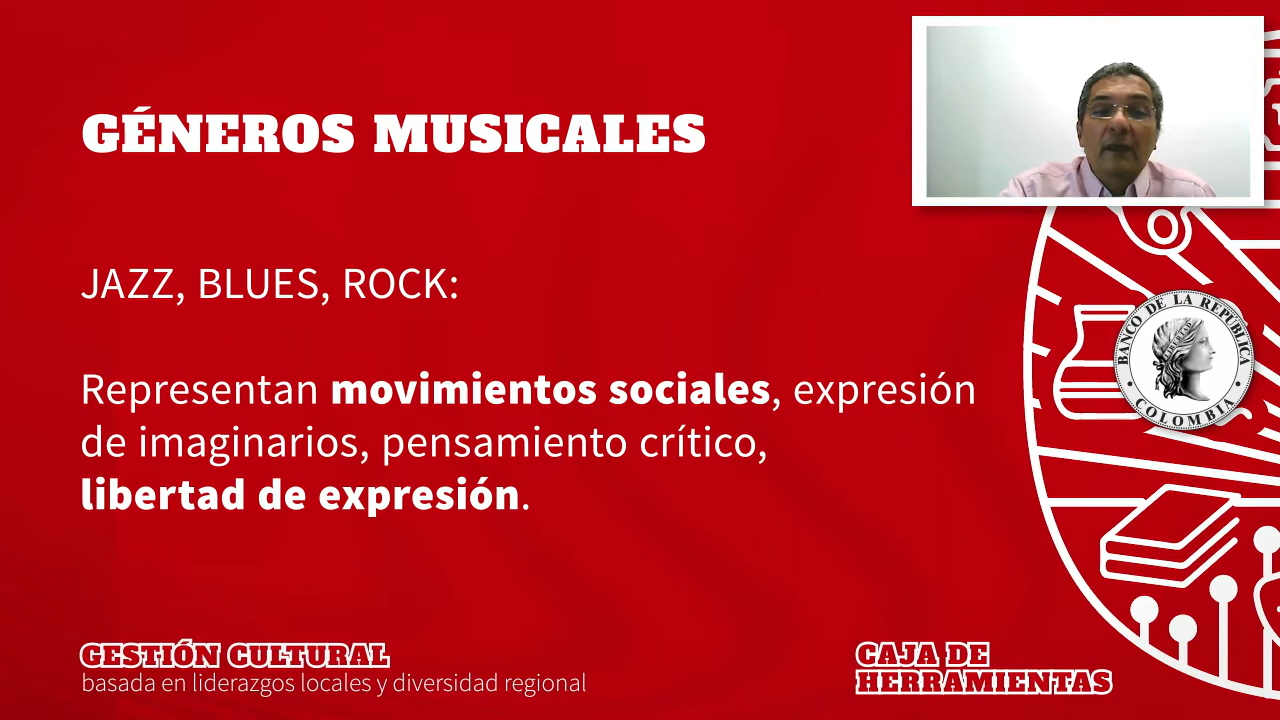 GÉNEROS MUSICALES
JAZZ, BLUES, ROCK:
Representan movimientos sociales, expresión
de imaginarios, pensamiento crítico,
libertad de expresión.
BANCO DE LA REPÚBLICA
LIBERTAD
COLOMBIA
GESTIÓN CULTURAL
basada en liderazgos locales y diversidad regional
CAJA DE
HERRAMIENTAS